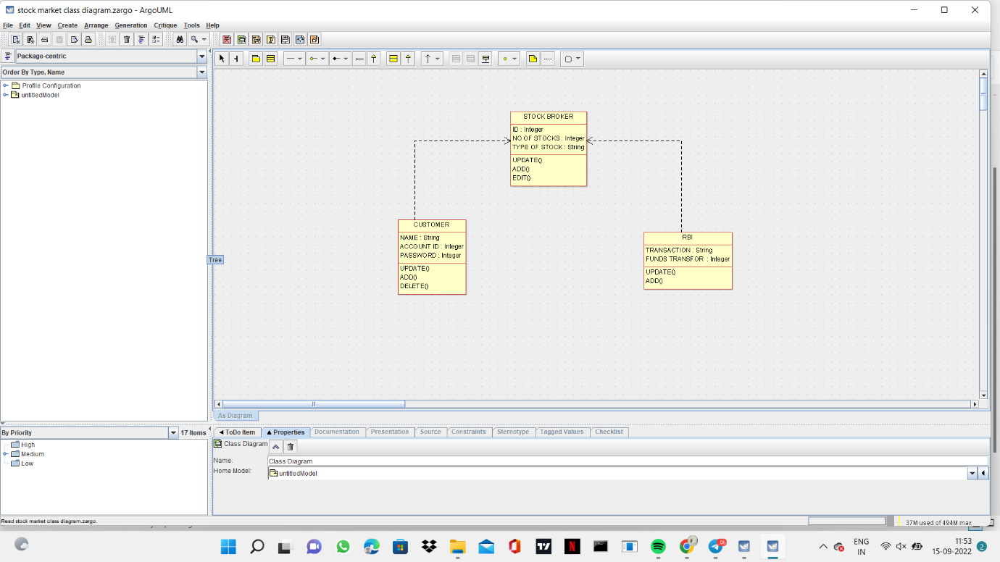 stock market class diagram.zargo - ArgoUML
File Edit View Create Arrange Generation Critique Tools Help
Package-centric
Order By Type, Name
Profile Configuration
untitledModel
STOCK BROKER
ID : Integer
NO OF STOCKS : Integer
TYPE OF STOCK : String
UPDATE()
ADD()
EDIT()
CUSTOMER
NAME : String
ACCOUNT ID : Integer
PASSWORD : Integer
UPDATE()
ADD()
DELETE()
RBI
TRANSACTION : String
FUNDS TRANSFOR : Integer
UPDATE()
ADD()
Tree
As Diagram
By Priority 17 Items
High
Medium
Low
ToDo Item Properties Documentation Presentation Source Constraints Stereotype Tagged Values Checklist
Class Diagram
Name: Class Diagram
Home Model: untitledModel
Read stock market class diagram.zargo.
37M used of 494M max
ENG
IN
11:53
15-09-2022
2